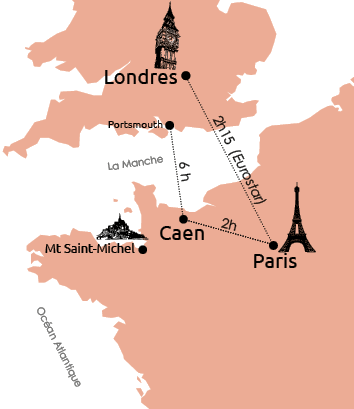 Londres
Portsmouth
2h15 (Eurostar)
La Manche
6 h
Caen
2h
Mt Saint-Michel
Paris
Océan Atlantique